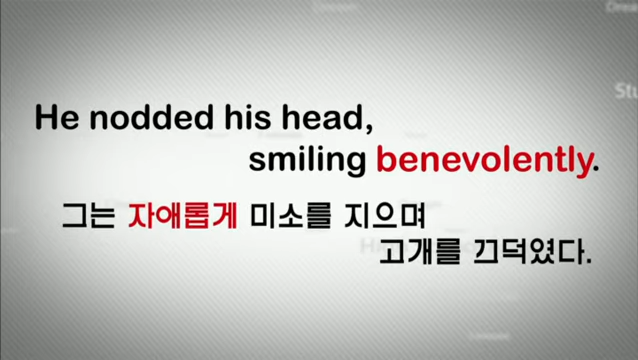 He nodded his head,
smiling benevolently.
그는 자애롭게 미소를 지으며
고개를 끄덕였다.